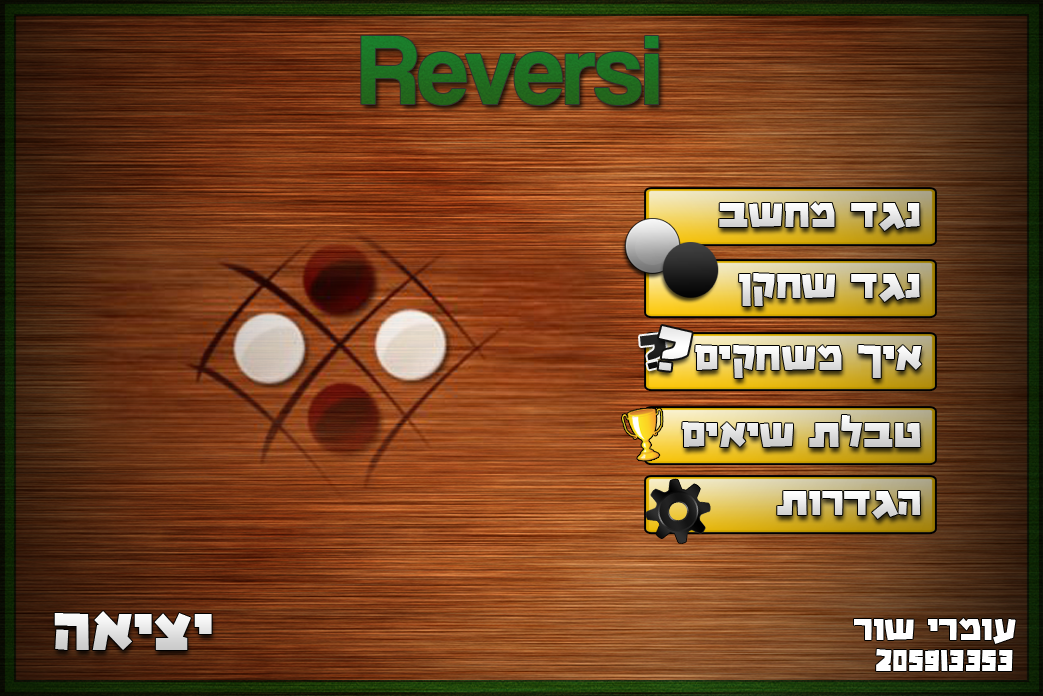 Reversi
נגד מחשב
נגד שחקן
איך משחקים
??
טבלת שיאים
הגדרות
יציאה
עומרי שור
205913353